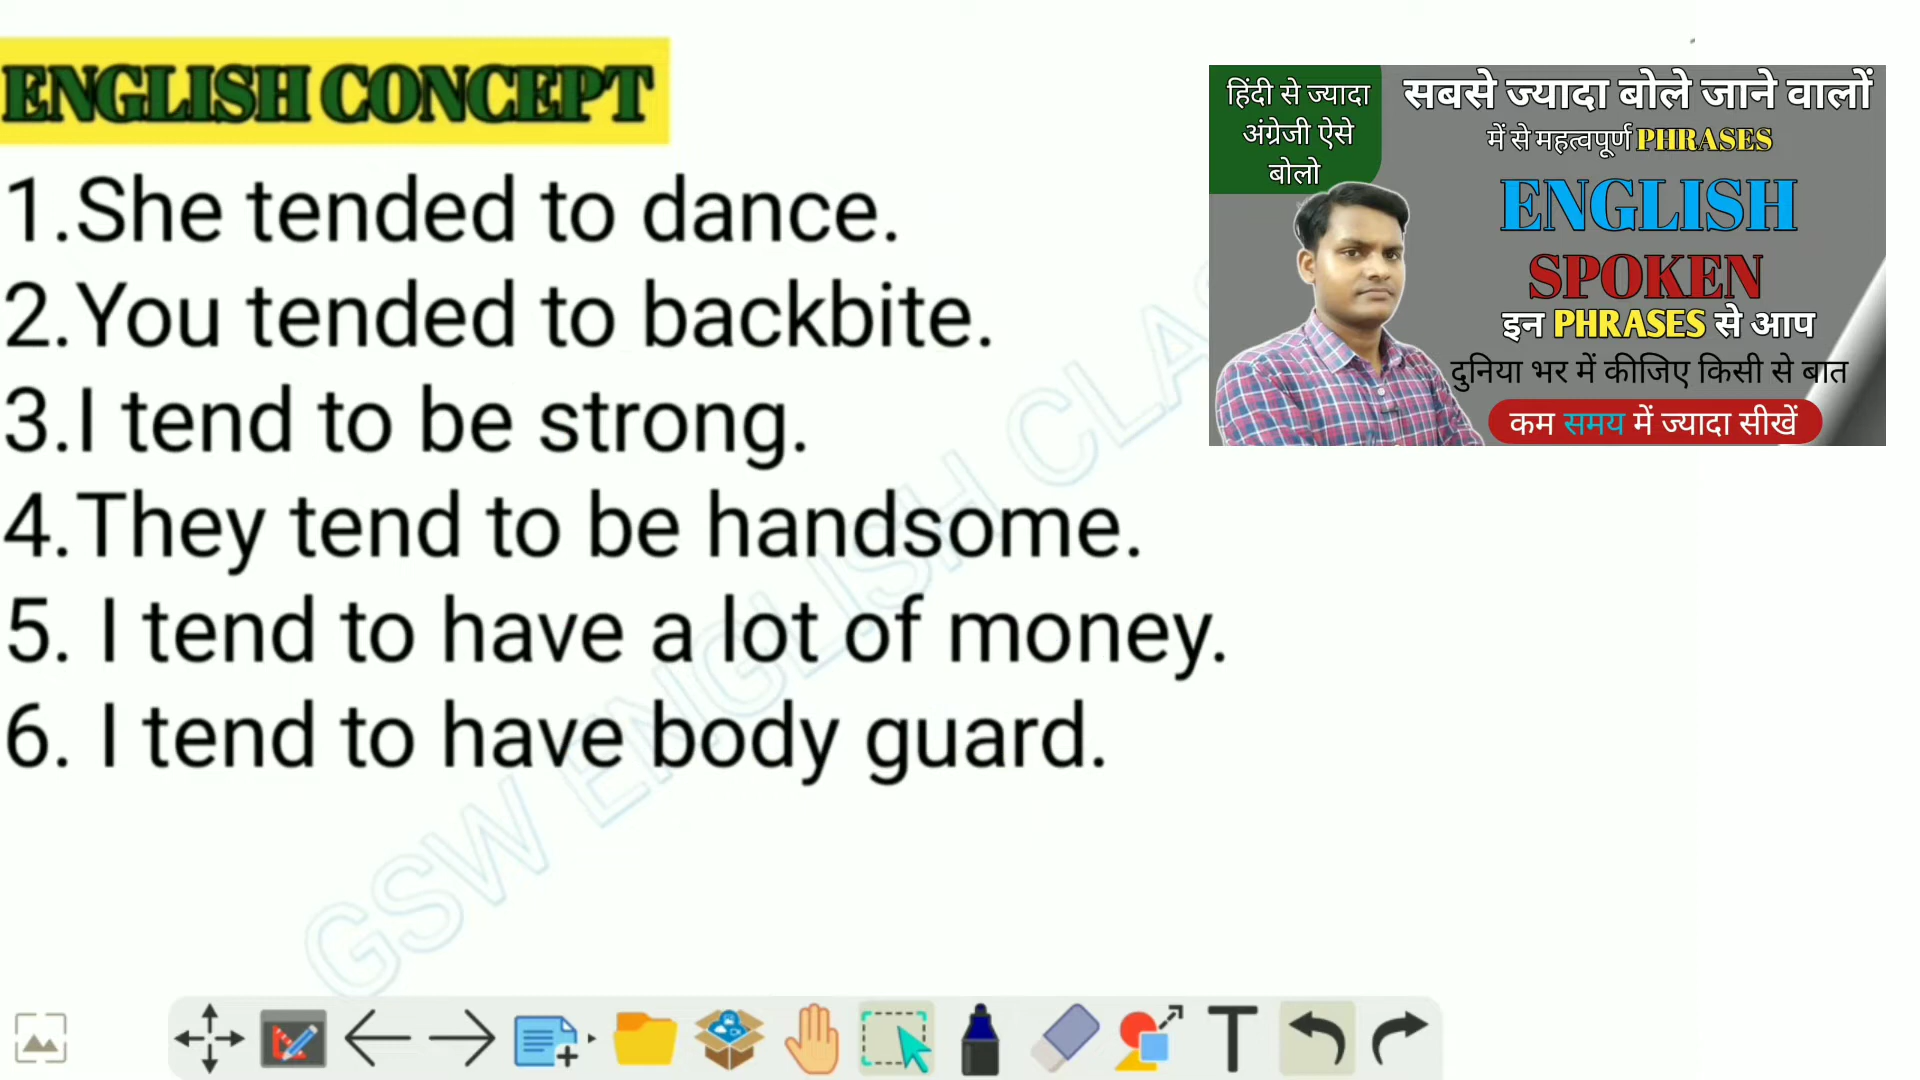 ENGLISH CONCEPT
1.She tended to dance.
2.You tended to backbite.
3.I tend to be strong.
4.They tend to be handsome.
5. I tend to have a lot of money.
6. I tend to have body guard.
हिंदी से ज्यादा
अंग्रेजी ऐसे
बोलो
सबसे ज्यादा बोले जाने वालों
में से महत्वपूर्ण PHRASES
ENGLISH
SPOKEN
इन PHRASES से आप
दुनिया भर में कीजिए किसी से बात
कम समय में ज्यादा सीखें
GSW ENGLISH CLAS